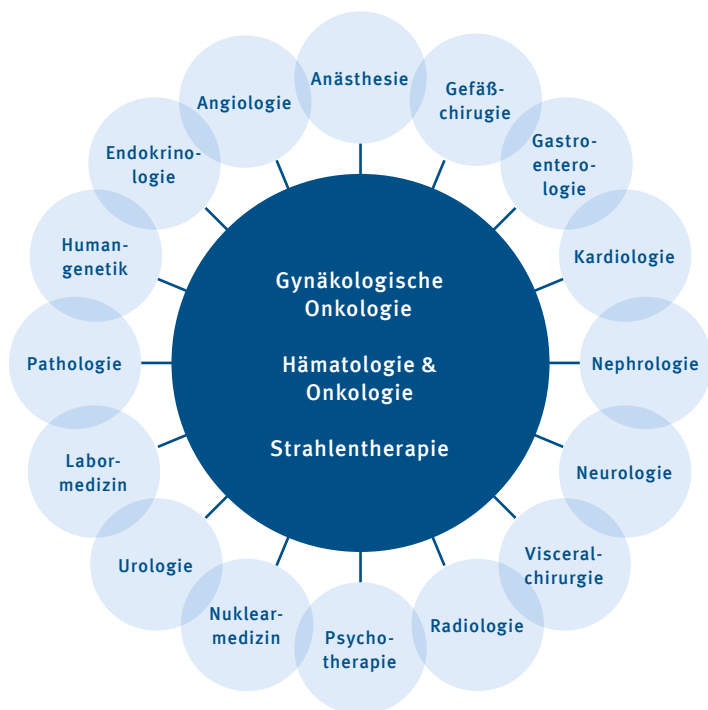 Anästhesie
Gefäß-
chirugie
Gastro-
entero-
logie
Kardiologie
Nephrologie
Neurologie
Visceral-
chirurgie
Radiologie
Psycho-
therapie
Nuklear-
medizin
Urologie
Labor-
medizin
Pathologie
Human-
genetik
Endokrino-
logie
Angiologie
Gynäkologische
Onkologie
Hämatologie &
Onkologie
Strahlentherapie